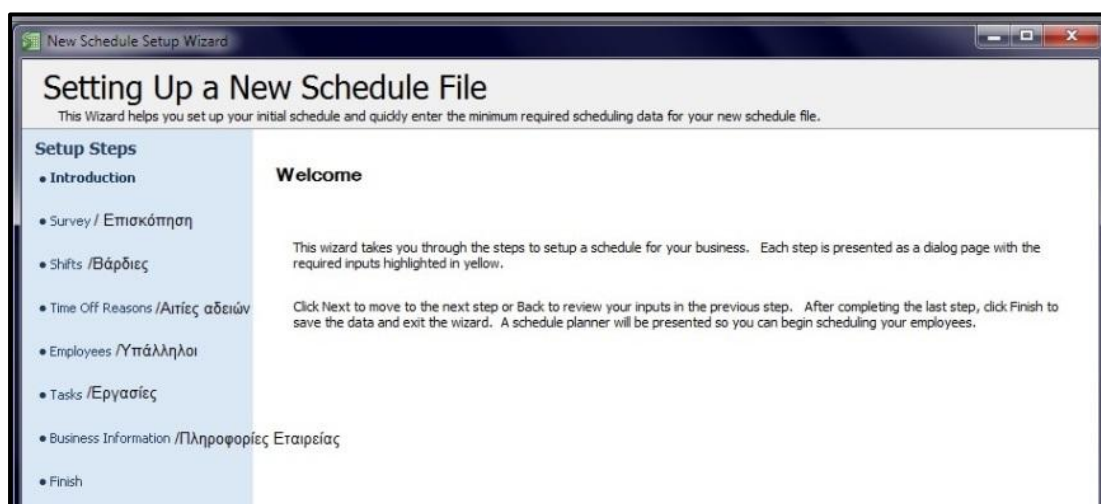 New Schedule Setup Wizard
Setting Up a New Schedule File
This Wizard helps you set up your initial schedule and quickly enter the minimum required scheduling data for your new schedule file.
Setup Steps
• Introduction
• Survey / Επισκόπηση
• Shifts /Βάρδιες
• Time Off Reasons /Αιτίες αδειών
• Employees /Υπάλληλοι
• Tasks /Εργασίες
• Business Information /Πληροφορίες Εταιρείας
• Finish
Welcome
This wizard takes you through the steps to setup a schedule for your business. Each step is presented as a dialog page with the
required inputs highlighted in yellow.
Click Next to move to the next step or Back to review your inputs in the previous step. After completing the last step, click Finish to
save the data and exit the wizard. A schedule planner will be presented so you can begin scheduling your employees.